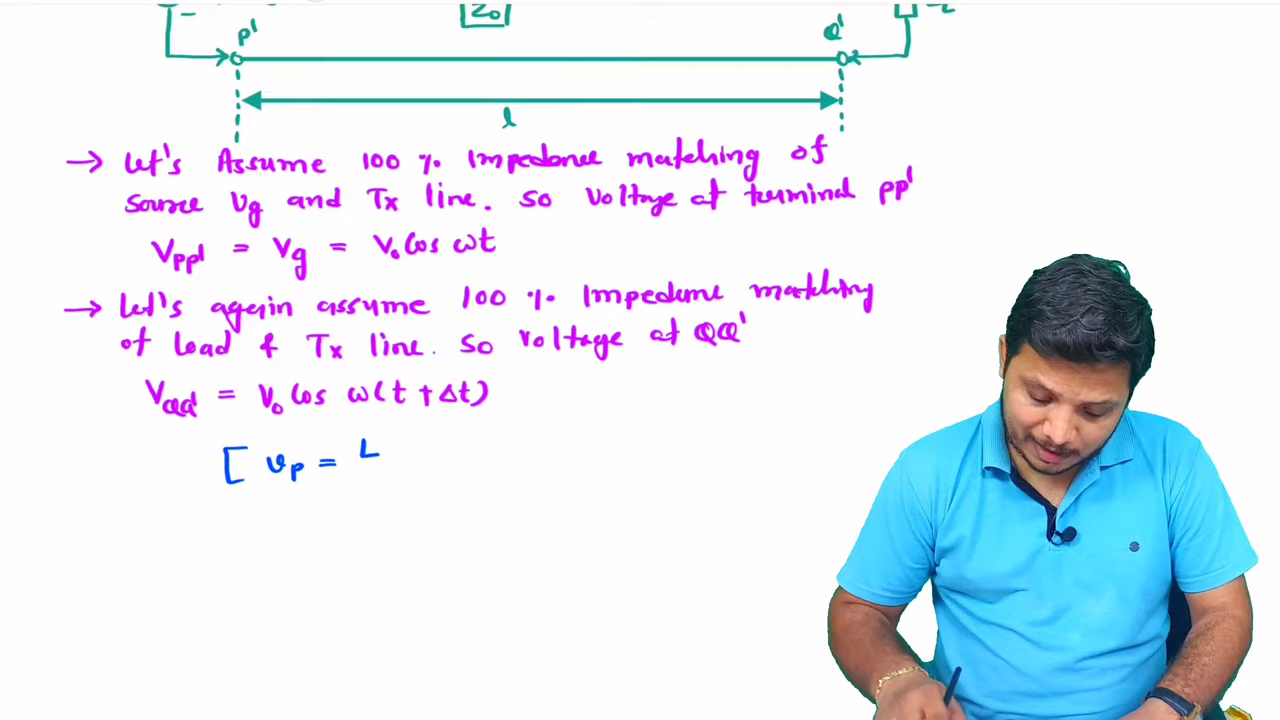 Z₀
P' Q'
l
→ Let's Assume 100 % Impedance matching of
source Vg and Tx line. So voltage at terminal PP'
Vpp' = Vg = V₀ Cos ωt
→ Let's again assume 100 % Impedence matching
of Load & Tx line. So voltage at QQ'
VQQ' = V₀ Cos ω(t + Δt)
[ υp = L